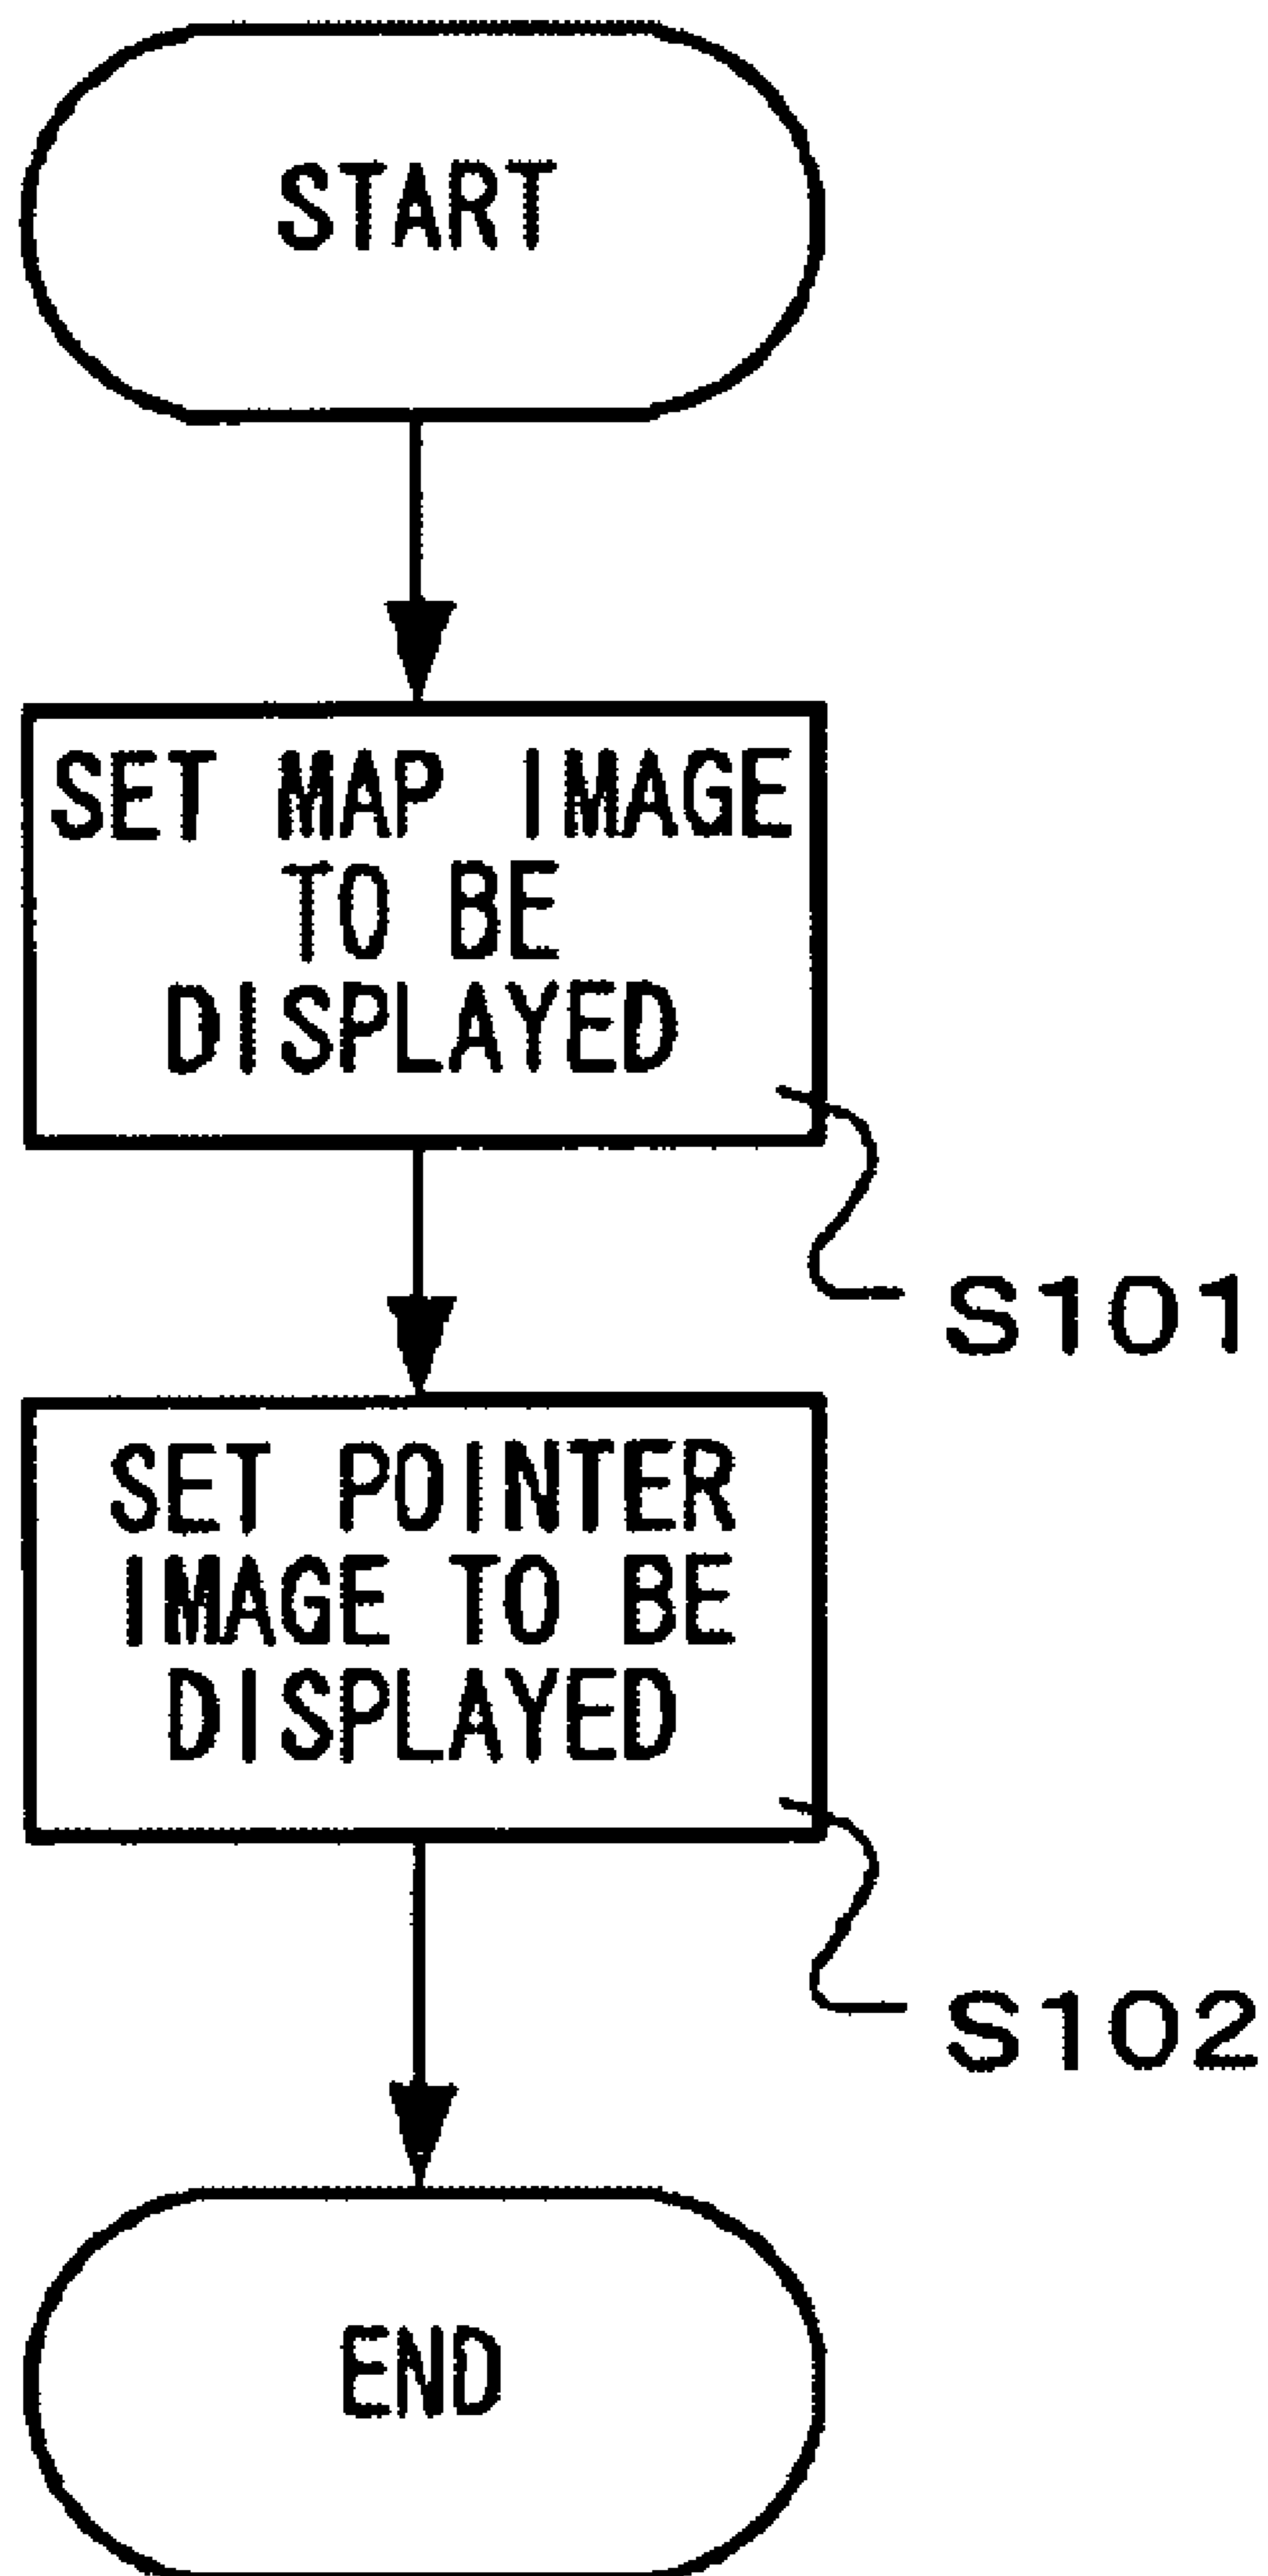 START
SET MAP IMAGE
TO BE
DISPLAYED
S101
SET POINTER
IMAGE TO BE
DISPLAYED
S102
END